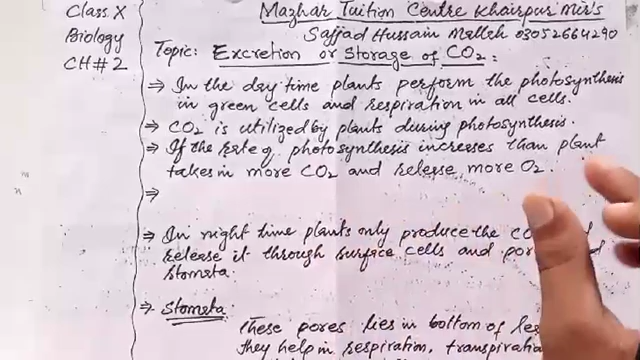 Class X
Biology
CH# 2
Mazhar Tuition Centre Khairpur Mir's
Sajjad Hussain Mallah 03052664290
Topic: Excretion or Storage of CO2:
⇒ In the day time plants perform the photosynthesis
in green cells and respiration in all cells.
⇒ CO2 is utilized by plants during photosynthesis.
⇒ If the rate of photosynthesis increases than plant
takes in more CO2 and release more O2.
⇒
⇒ In night time plants only produce the
release it through surface cells and
Stomata.
⇒ Stomata.
These pores lies in bottom of
they help in respiration,